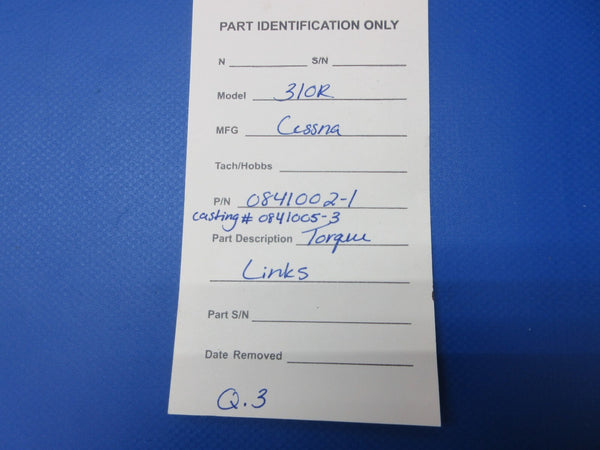 PART IDENTIFICATION ONLY
N S/N
Model 310R
MFG Cessna
Tach/Hobbs
P/N 0841002-1
casting# 0841005-3
Part Description Torque
Links
Part S/N
Date Removed
Q.3